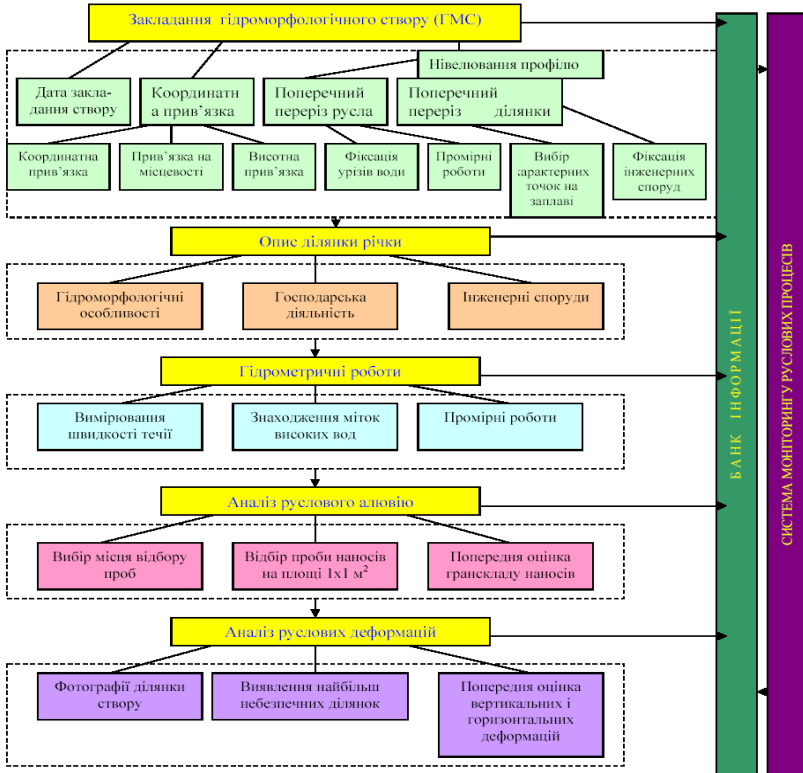 Закладання гідроморфологічного створу (ГМС)
Нівелювання профілю
Дата закла-
дання створу
Координатн
а прив’язка
Поперечний
переріз русла
Поперечний
переріз ділянки
Координатна
прив’язка
Прив’язка на
місцевості
Висотна
прив’язка
Фіксація
урізів води
Промірні
роботи
Вибір
характерних
точок на
заплаві
Фіксація
інженерних
споруд
Опис ділянки річки
Гідроморфологічні
особливості
Господарська
діяльність
Інженерні споруди
Гідрометричні роботи
Вимірювання
швидкості течії
Знаходження міток
високих вод
Промірні роботи
Аналіз руслового алювію
Вибір місця відбору
проб
Відбір проби наносів
на площі 1х1 м²
Попередня оцінка
гранскладу наносів
Аналіз руслових деформацій
Фотографії ділянки
створу
Виявлення найбільш
небезпечних ділянок
Попередня оцінка
вертикальних і
горизонтальних
деформацій
БАНК ІНФОРМАЦІЇ
СИСТЕМА МОНІТОРИНГУ РУСЛОВИХ ПРОЦЕСІВ